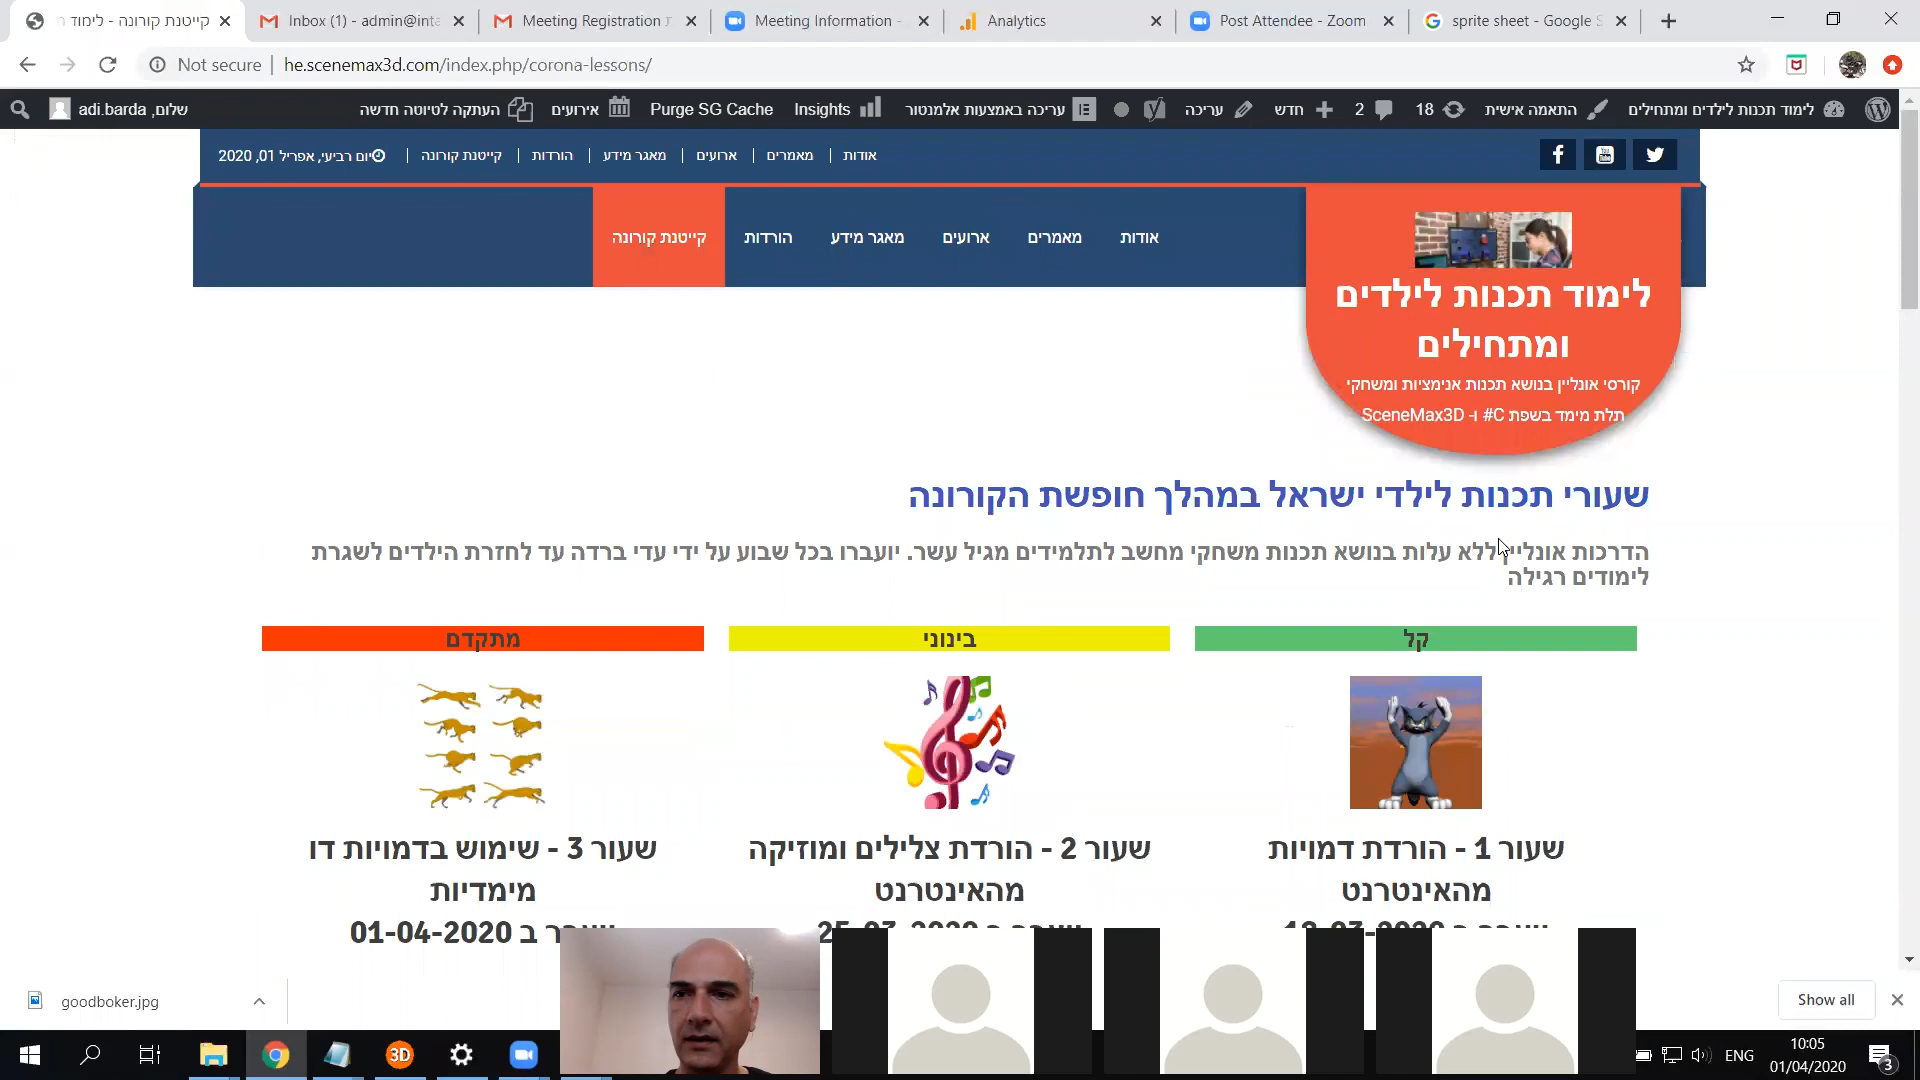 קייטנת קורונה - לימוד ת
Inbox (1) - admin@inta
Meeting Registration
Meeting Information -
Analytics
Post Attendee - Zoom
sprite sheet - Google S
Not secure
he.scenemax3d.com/index.php/corona-lessons/
לימוד תכנות לילדים ומתחילים
התאמה אישית
18
2
חדש
עריכה
עריכה באמצעות אלמנטור
Insights
Purge SG Cache
אירועים
העתקה לטיוטה חדשה
שלום, adi.barda
אודות
מאמרים
ארועים
מאגר מידע
הורדות
קייטנת קורונה
יום רביעי, אפריל 01, 2020
אודות
מאמרים
ארועים
מאגר מידע
הורדות
קייטנת קורונה
לימוד תכנות לילדים
ומתחילים
קורסי אונליין בנושא תכנות אנימציות ומשחקי
תלת מימד בשפת C# ו- SceneMax3D
שעורי תכנות לילדי ישראל במהלך חופשת הקורונה
הדרכות אונליין ללא עלות בנושא תכנות משחקי מחשב לתלמידים מגיל עשר. יועברו בכל שבוע על ידי עדי ברדה עד לחזרת הילדים לשגרת
לימודים רגילה
קל
בינוני
מתקדם
שעור 1 - הורדת דמויות
מהאינטרנט
שעור 2 - הורדת צלילים ומוזיקה
מהאינטרנט
שעור 3 - שימוש בדמויות דו
מימדיות
ב 01-04-2020
goodboker.jpg
Show all
3D
ENG
10:05
01/04/2020
3